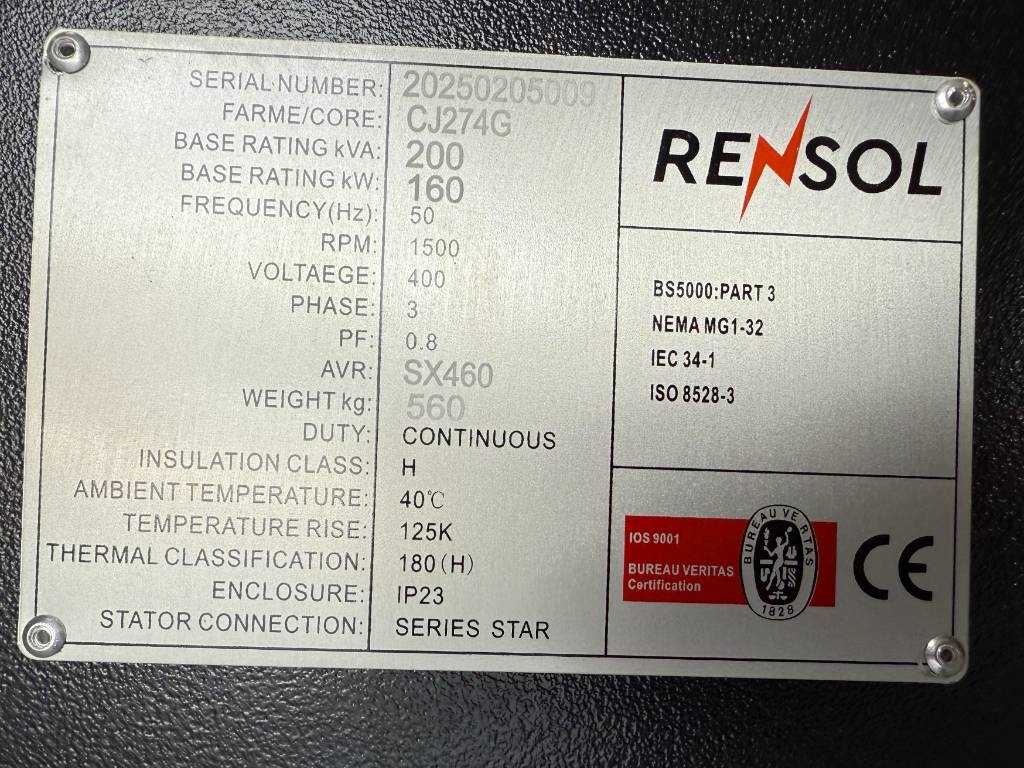 SERIAL NUMBER: 20250205009
FARME/CORE: CJ274G
BASE RATING kVA: 200
BASE RATING kW: 160
FREQUENCY(Hz): 50
RPM: 1500
VOLTAEGE: 400
PHASE: 3
PF: 0.8
AVR: SX460
WEIGHT kg: 560
DUTY: CONTINUOUS
INSULATION CLASS: H
AMBIENT TEMPERATURE: 40℃
TEMPERATURE RISE: 125K
THERMAL CLASSIFICATION: 180(H)
ENCLOSURE: IP23
STATOR CONNECTION: SERIES STAR
RENSOL
BS5000:PART 3
NEMA MG1-32
IEC 34-1
ISO 8528-3
IOS 9001
BUREAU VERITAS
Certification
BUREAU VERITAS
1828
CE